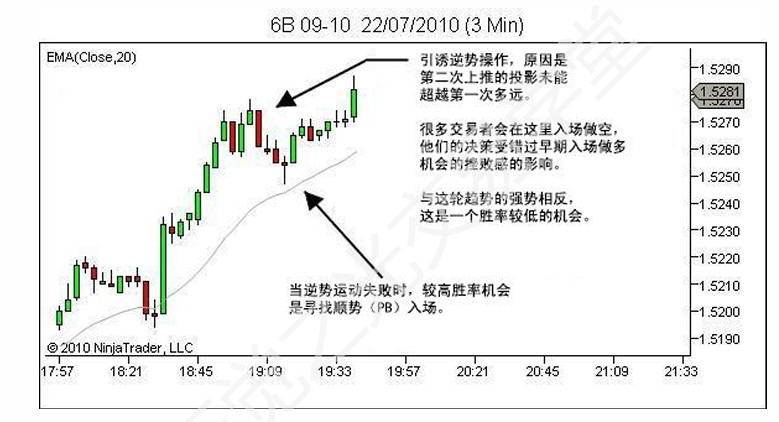 6B 09-10 22/07/2010 (3 Min)
EMA(Close,20)
引诱逆势操作，原因是
第二次上推的投影未能
超越第一次多远。
很多交易者会在这里入场做空，
他们的决策受错过早期入场做多
机会的挫败感的影响。
与这轮趋势的强势相反，
这是一个胜率较低的机会。
当逆势运动失败时，较高胜率机会
是寻找顺势（PB）入场。
1.5290
1.5281
1.5270
1.5260
1.5250
1.5240
1.5230
1.5220
1.5210
1.5200
1.5190
© 2010 NinjaTrader, LLC
17:57
18:21
18:45
19:09
19:33
19:57
20:21
20:45
21:09
21:33